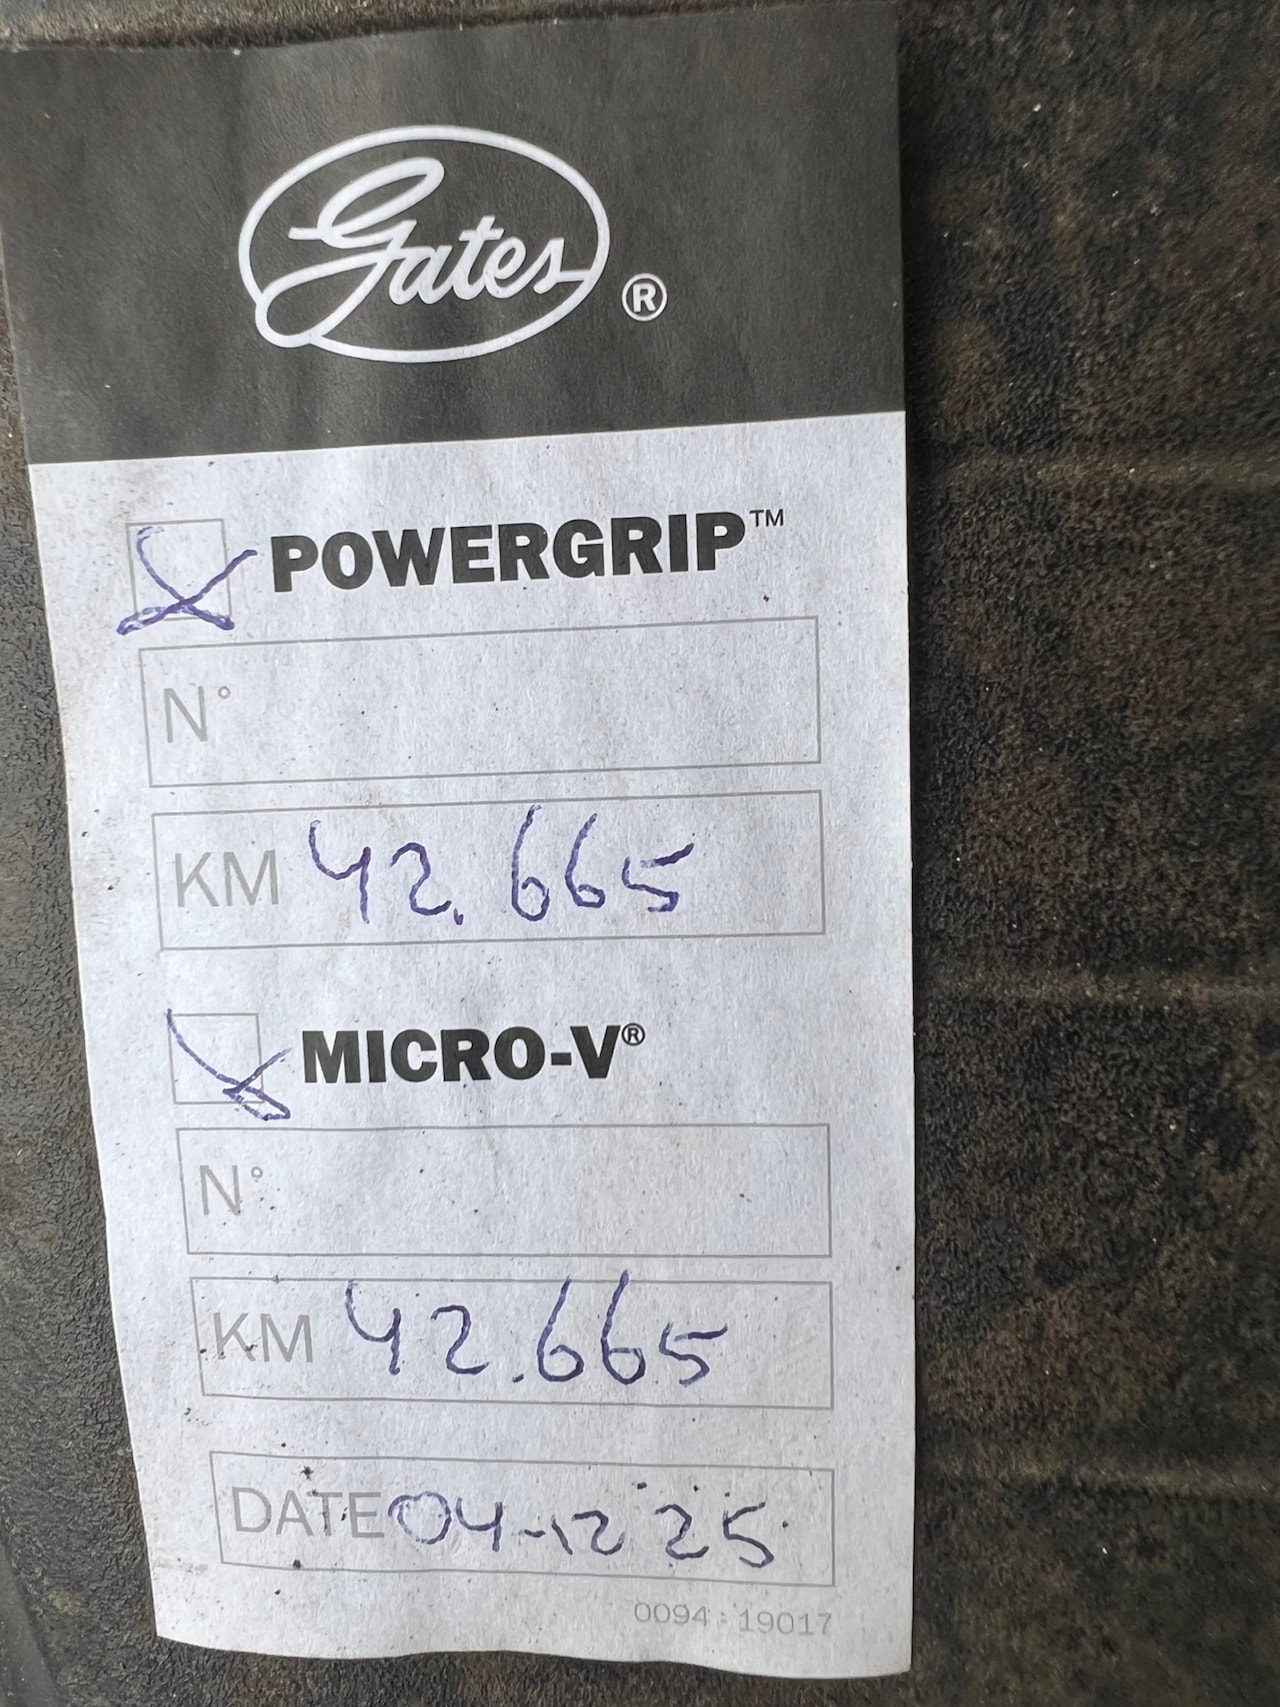 Gates®
POWERGRIP™
N°
KM 42.665
MICRO-V®
N°
KM 42.665
DATE 04-12 25
0094 : 19017